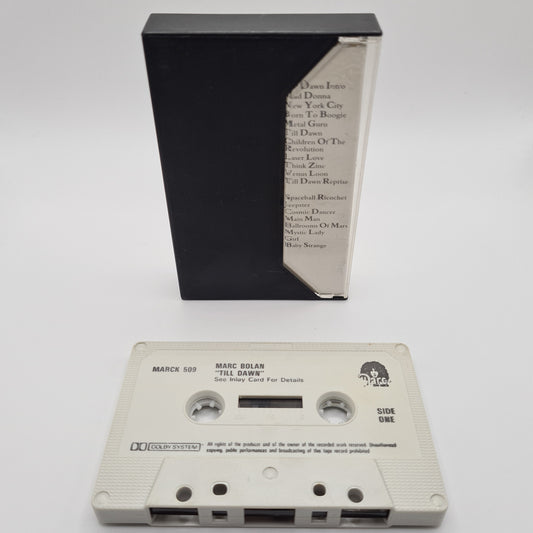 Dawn Intro
Mad Donna
New York City
Born To Boogie
Metal Guru
Till Dawn
Children Of The
Revolution
Laser Love
Think Zinc
Venus Loon
Till Dawn Reprise
Spaceball Ricochet
Jeepster
Cosmic Dancer
Main Man
Ballrooms Of Mars
Mystic Lady
Girl
Baby Strange
MARCK 509
MARC BOLAN
"TILL DAWN"
See Inlay Card For Details
Marc
SIDE
ONE
DOLBY SYSTEM
All rights of the producer and of the owner of the recorded work reserved. Unauthorised
copying, public performances and broadcasting of this tape record prohibited.